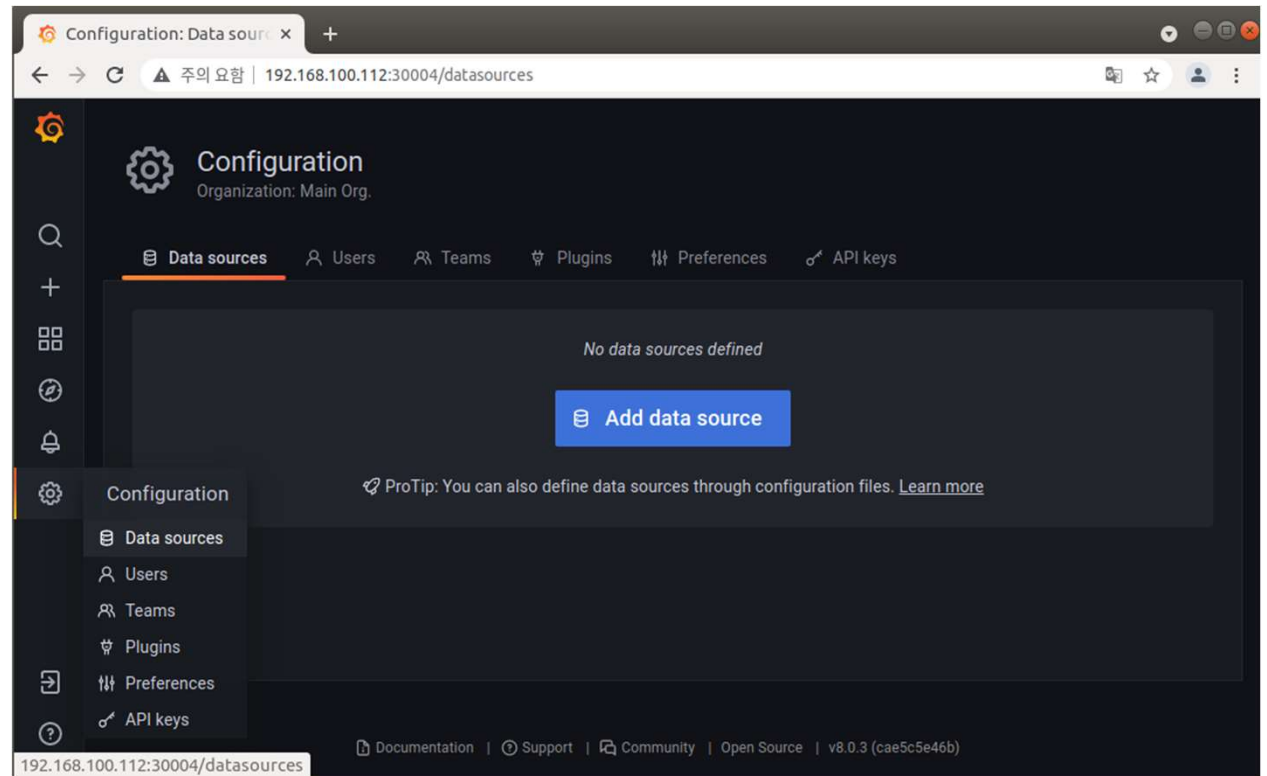 Configuration: Data sourc
192.168.100.112:30004/datasources
주의 요함
Configuration
Organization: Main Org.
Data sources
Users
Teams
Plugins
Preferences
API keys
No data sources defined
Add data source
ProTip: You can also define data sources through configuration files. Learn more
Configuration
Data sources
Users
Teams
Plugins
Preferences
API keys
Documentation | Support | Community | Open Source | v8.0.3 (cae5c5e46b)
192.168.100.112:30004/datasources